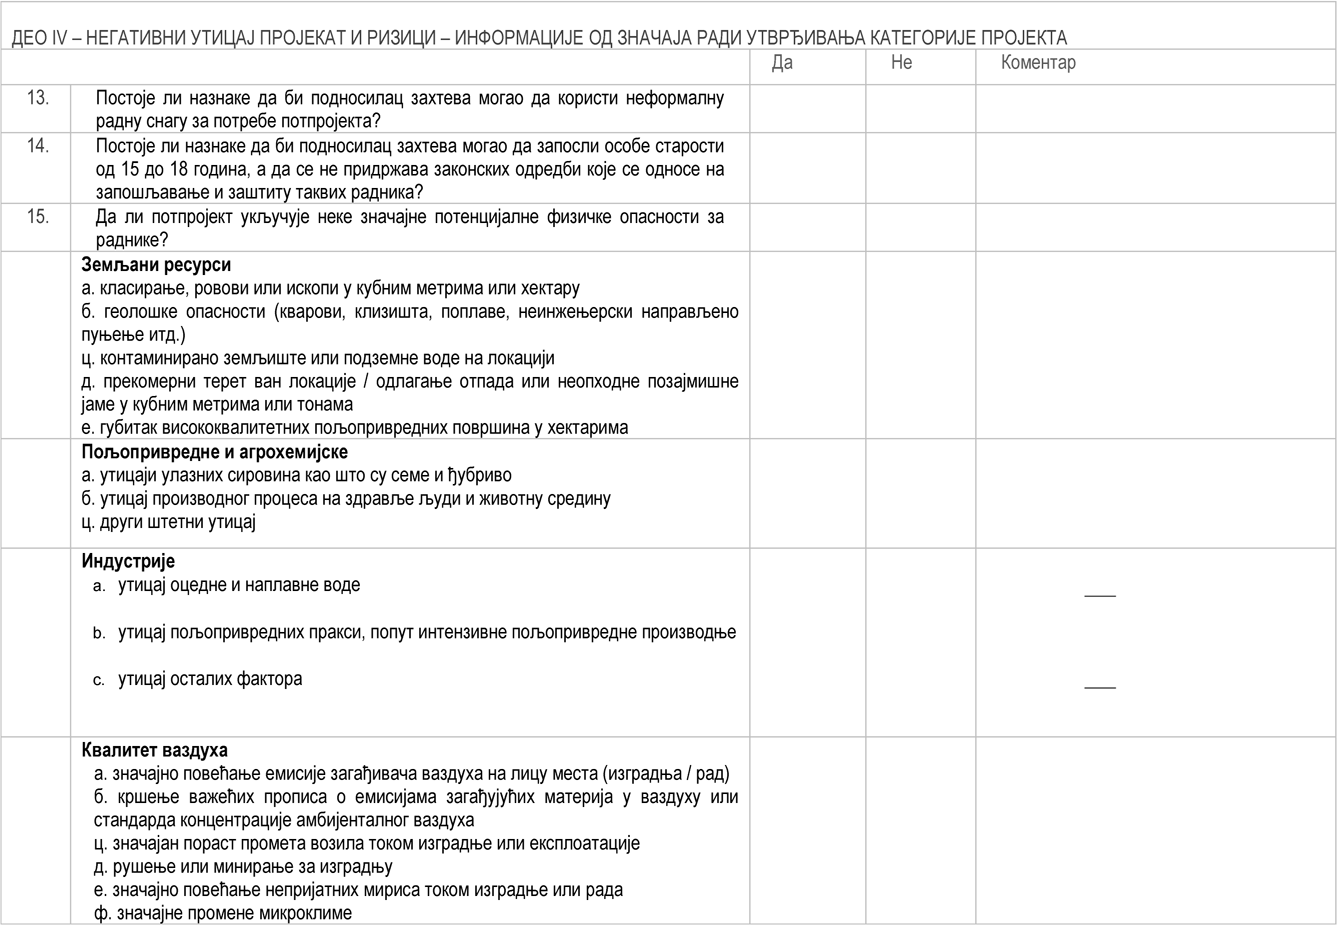 ДЕО IV – НЕГАТИВНИ УТИЦАЈ ПРОЈЕКАТ И РИЗИЦИ – ИНФОРМАЦИЈЕ ОД ЗНАЧАЈА РАДИ УТВРЂИВАЊА КАТЕГОРИЈЕ ПРОЈЕКТА
Да Не Коментар
13. Постоје ли назнаке да би подносилац захтева могао да користи неформалну
радну снагу за потребе потпројекта?
14. Постоје ли назнаке да би подносилац захтева могао да запосли особе старости
од 15 до 18 година, а да се не придржава законских одредби које се односе на
запошљавање и заштиту таквих радника?
15. Да ли потпројект укључује неке значајне потенцијалне физичке опасности за
раднике?
Земљани ресурси
а. класирање, ровови или ископи у кубним метрима или хектару
б. геолошке опасности (кварови, клизишта, поплаве, неинжењерски направљено
пуњење итд.)
ц. контаминирано земљиште или подземне воде на локацији
д. прекомерни терет ван локације / одлагање отпада или неопходне позајмишне
јаме у кубним метрима или тонама
е. губитак висококвалитетних пољопривредних површина у хектарима
Пољопривредне и агрохемијске
а. утицаји улазних сировина као што су семе и ђубриво
б. утицај производног процеса на здравље људи и животну средину
ц. други штетни утицај
Индустрије
a. утицај оцедне и наплавне воде ___
b. утицај пољопривредних пракси, попут интензивне пољопривредне производње
c. утицај осталих фактора ___
Квалитет ваздуха
а. значајно повећање емисије загађивача ваздуха на лицу места (изградња / рад)
б. кршење важећих прописа о емисијама загађујућих материја у ваздуху или
стандарда концентрације амбијенталног ваздуха
ц. значајан пораст промета возила током изградње или експлоатације
д. рушење или минирање за изградњу
е. значајно повећање непријатних мириса током изградње или рада
ф. значајне промене микроклиме